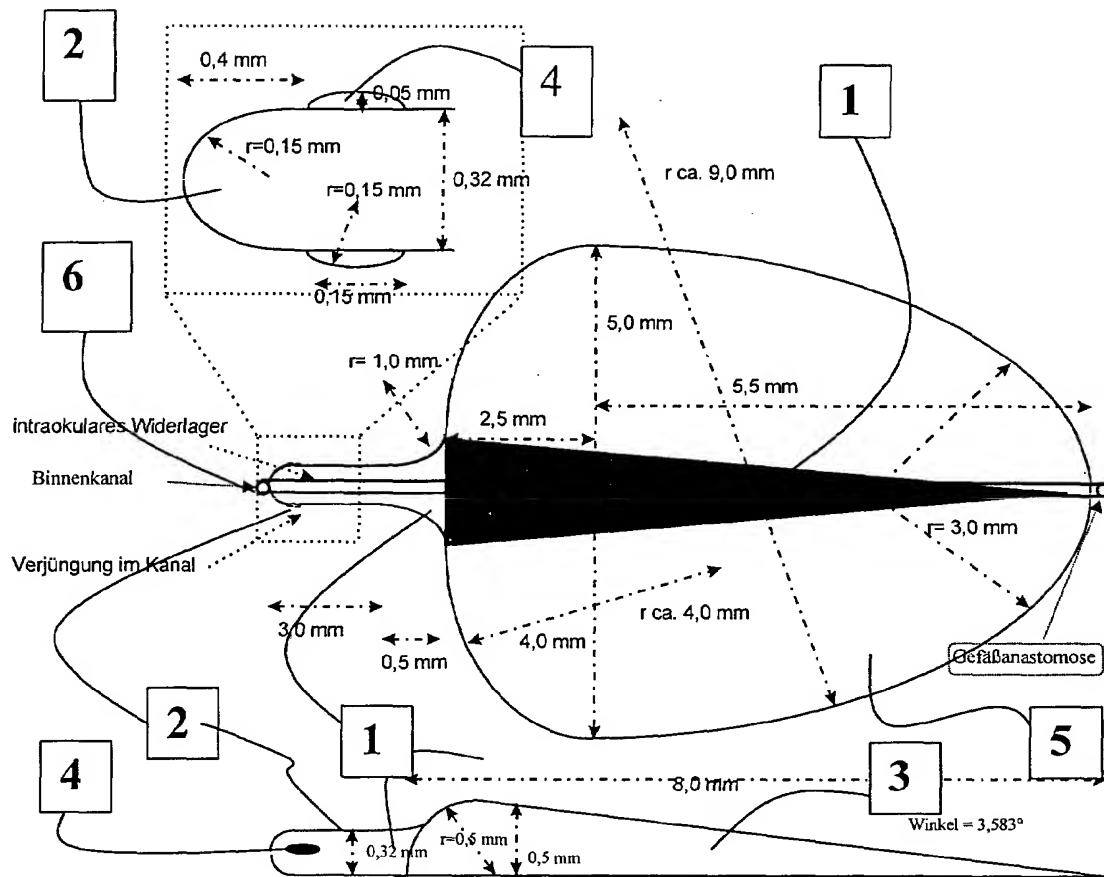 2
0,4 mm
4
0,05 mm
1
r=0,15 mm
r=0,15 mm
0,32 mm
r ca. 9,0 mm
6
0,15 mm
5,0 mm
r= 1,0 mm
5,5 mm
2,5 mm
intraokulares Widerlager
Binnenkanal
r= 3,0 mm
Verjüngung im Kanal
3,0 mm
0,5 mm
4,0 mm
r ca. 4,0 mm
Gefäßanastomose
2
1
5
4
3
8,0 mm
Winkel = 3,583°
0,32 mm
r=0,5 mm
0,5 mm